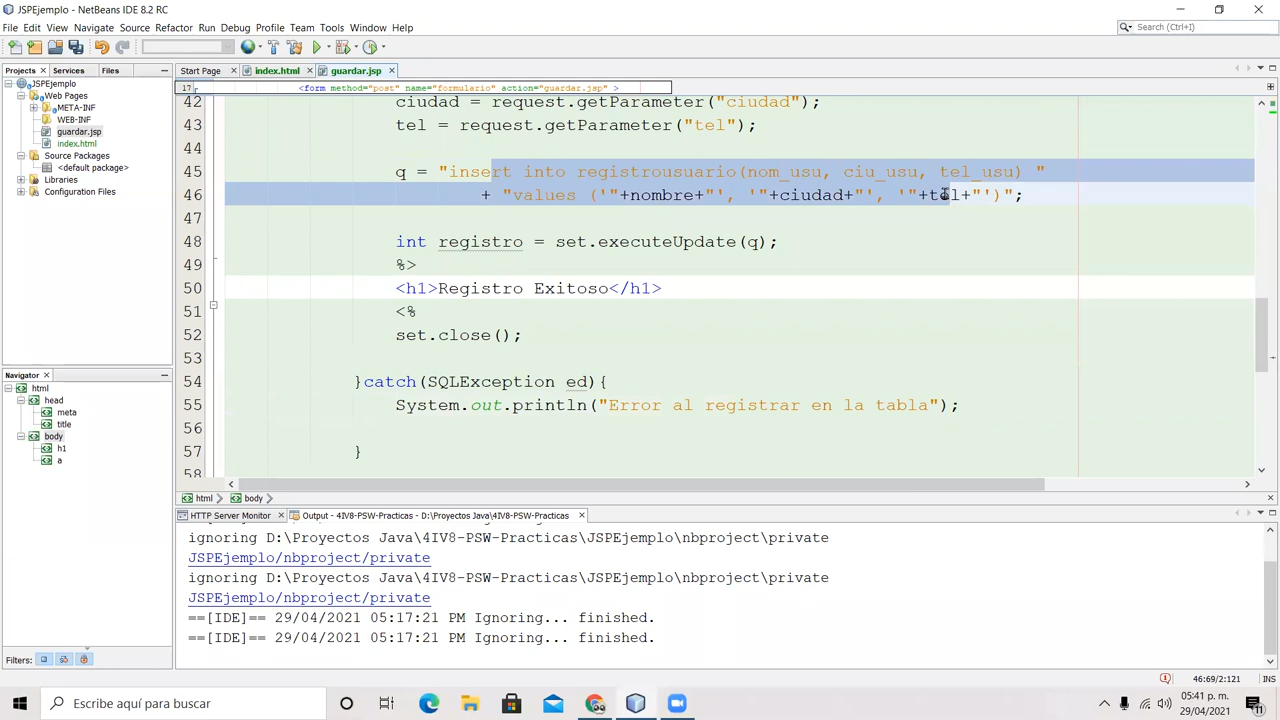 JSPEjemplo - NetBeans IDE 8.2 RC
File Edit View Navigate Source Refactor Run Debug Profile Team Tools Window Help
Search (Ctrl+I)
Projects Services Files
Start Page index.html guardar.jsp
JSPEjemplo
Web Pages
META-INF
WEB-INF
guardar.jsp
index.html
Source Packages
<default package>
Libraries
Configuration Files
17 <form method="post" name="formulario" action="guardar.jsp" >
42 ciudad = request.getParameter("ciudad");
43 tel = request.getParameter("tel");
44
45 q = "insert into registrousuario(nom_usu, ciu_usu, tel_usu) "
46 + "values ('"+nombre+"', '"+ciudad+"', '"+tel+"')";
47
48 int registro = set.executeUpdate(q);
49 %>
50 <h1>Registro Exitoso</h1>
51 <%
52 set.close();
53
54 }catch(SQLException ed){
55 System.out.println("Error al registrar en la tabla");
56
57 }
58
html body
Navigator
html
head
meta
title
body
h1
a
Filters:
HTTP Server Monitor Output - 4IV8-PSW-Practicas - D:\Proyectos Java\4IV8-PSW-Practicas
ignoring D:\Proyectos Java\4IV8-PSW-Practicas\JSPEjemplo\nbproject\private
JSPEjemplo/nbproject/private
ignoring D:\Proyectos Java\4IV8-PSW-Practicas\JSPEjemplo\nbproject\private
JSPEjemplo/nbproject/private
==[IDE]== 29/04/2021 05:17:21 PM Ignoring... finished.
==[IDE]== 29/04/2021 05:17:21 PM Ignoring... finished.
46:69/2:121 INS
Escribe aquí para buscar
05:41 p. m.
29/04/2021
11